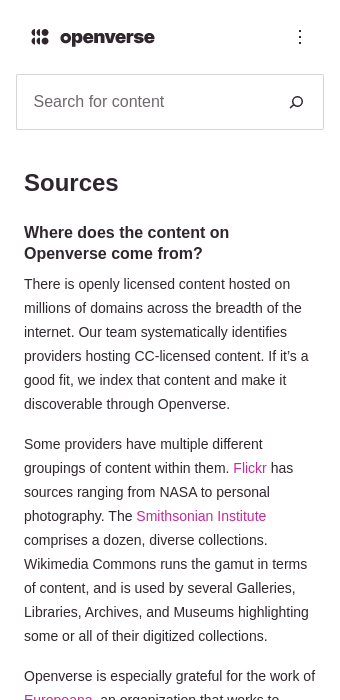 openverse
Search for content
Sources
Where does the content on
Openverse come from?
There is openly licensed content hosted on
millions of domains across the breadth of the
internet. Our team systematically identifies
providers hosting CC-licensed content. If it’s a
good fit, we index that content and make it
discoverable through Openverse.
Some providers have multiple different
groupings of content within them. Flickr has
sources ranging from NASA to personal
photography. The Smithsonian Institute
comprises a dozen, diverse collections.
Wikimedia Commons runs the gamut in terms
of content, and is used by several Galleries,
Libraries, Archives, and Museums highlighting
some or all of their digitized collections.
Openverse is especially grateful for the work of
Europeana, an organization that works to